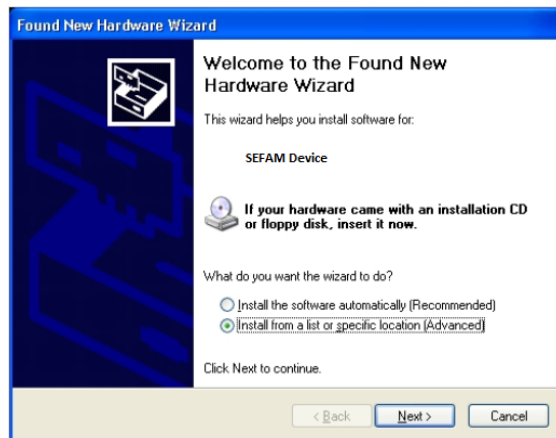 Found New Hardware Wizard
Welcome to the Found New
Hardware Wizard
This wizard helps you install software for:
SEFAM Device
If your hardware came with an installation CD
or floppy disk, insert it now.
What do you want the wizard to do?
Install the software automatically (Recommended)
Install from a list or specific location (Advanced)
Click Next to continue.
< Back Next > Cancel